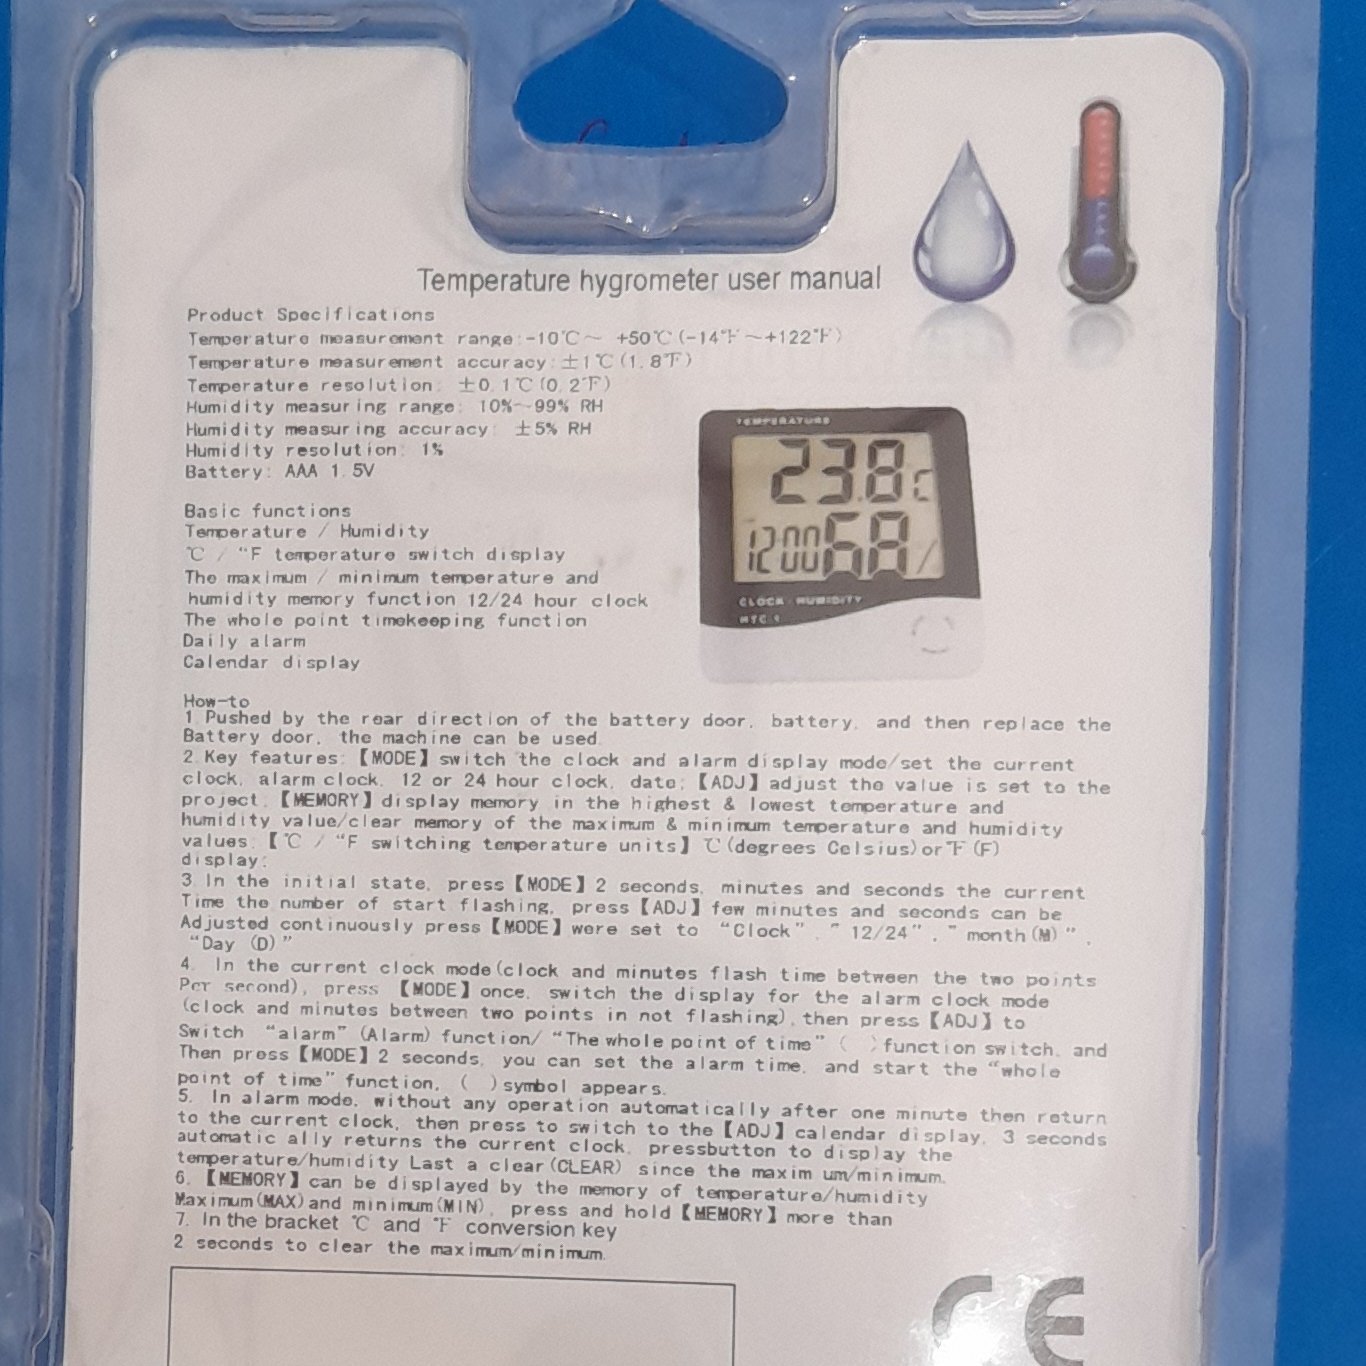 Temperature hygrometer user manual
Product Specifications
Temperature measurement range:-10℃～ +50℃(-14℉～+122℉)
Temperature measurement accuracy:±1℃(1.8℉)
Temperature resolution: ±0.1℃(0.2℉)
Humidity measuring range: 10%~99% RH
Humidity measuring accuracy: ±5% RH
Humidity resolution: 1%
Battery: AAA 1.5V
TEMPERATURE
23.8c
12:00 68
CLOCK · HUMIDITY
HTC-1
Basic functions
Temperature / Humidity
℃ / “F temperature switch display
The maximum / minimum temperature and
humidity memory function 12/24 hour clock
The whole point timekeeping function
Daily alarm
Calendar display
How-to
1.Pushed by the rear direction of the battery door, battery, and then replace the
Battery door, the machine can be used.
2.Key features:【MODE】switch the clock and alarm display mode/set the current
clock, alarm clock, 12 or 24 hour clock, date;【ADJ】adjust the value is set to the
project;【MEMORY】display memory in the highest & lowest temperature and
humidity value/clear memory of the maximum & minimum temperature and humidity
values;【℃ / “F switching temperature units】℃(degrees Celsius)or℉(F)
display;
3.In the initial state, press【MODE】2 seconds, minutes and seconds the current
Time the number of start flashing, press【ADJ】few minutes and seconds can be
Adjusted continuously press【MODE】were set to “Clock”, ” 12/24”, ” month(M)”,
“Day (D)”
4. In the current clock mode(clock and minutes flash time between the two points
Per second), press 【MODE】once, switch the display for the alarm clock mode
(clock and minutes between two points in not flashing),then press【ADJ】to
Switch “alarm”(Alarm)function/“The whole point of time” ( )function switch, and
Then press【MODE】2 seconds, you can set the alarm time, and start the “whole
point of time” function, ( )symbol appears.
5. In alarm mode, without any operation automatically after one minute then return
to the current clock, then press to switch to the【ADJ】calendar display, 3 seconds
automatic ally returns the current clock, pressbutton to display the
temperature/humidity Last a clear(CLEAR) since the maxim um/minimum.
6.【MEMORY】can be displayed by the memory of temperature/humidity
Maximum(MAX)and minimum(MIN), press and hold【MEMORY】more than
7. In the bracket ℃ and ℉ conversion key
2 seconds to clear the maximum/minimum.
CE